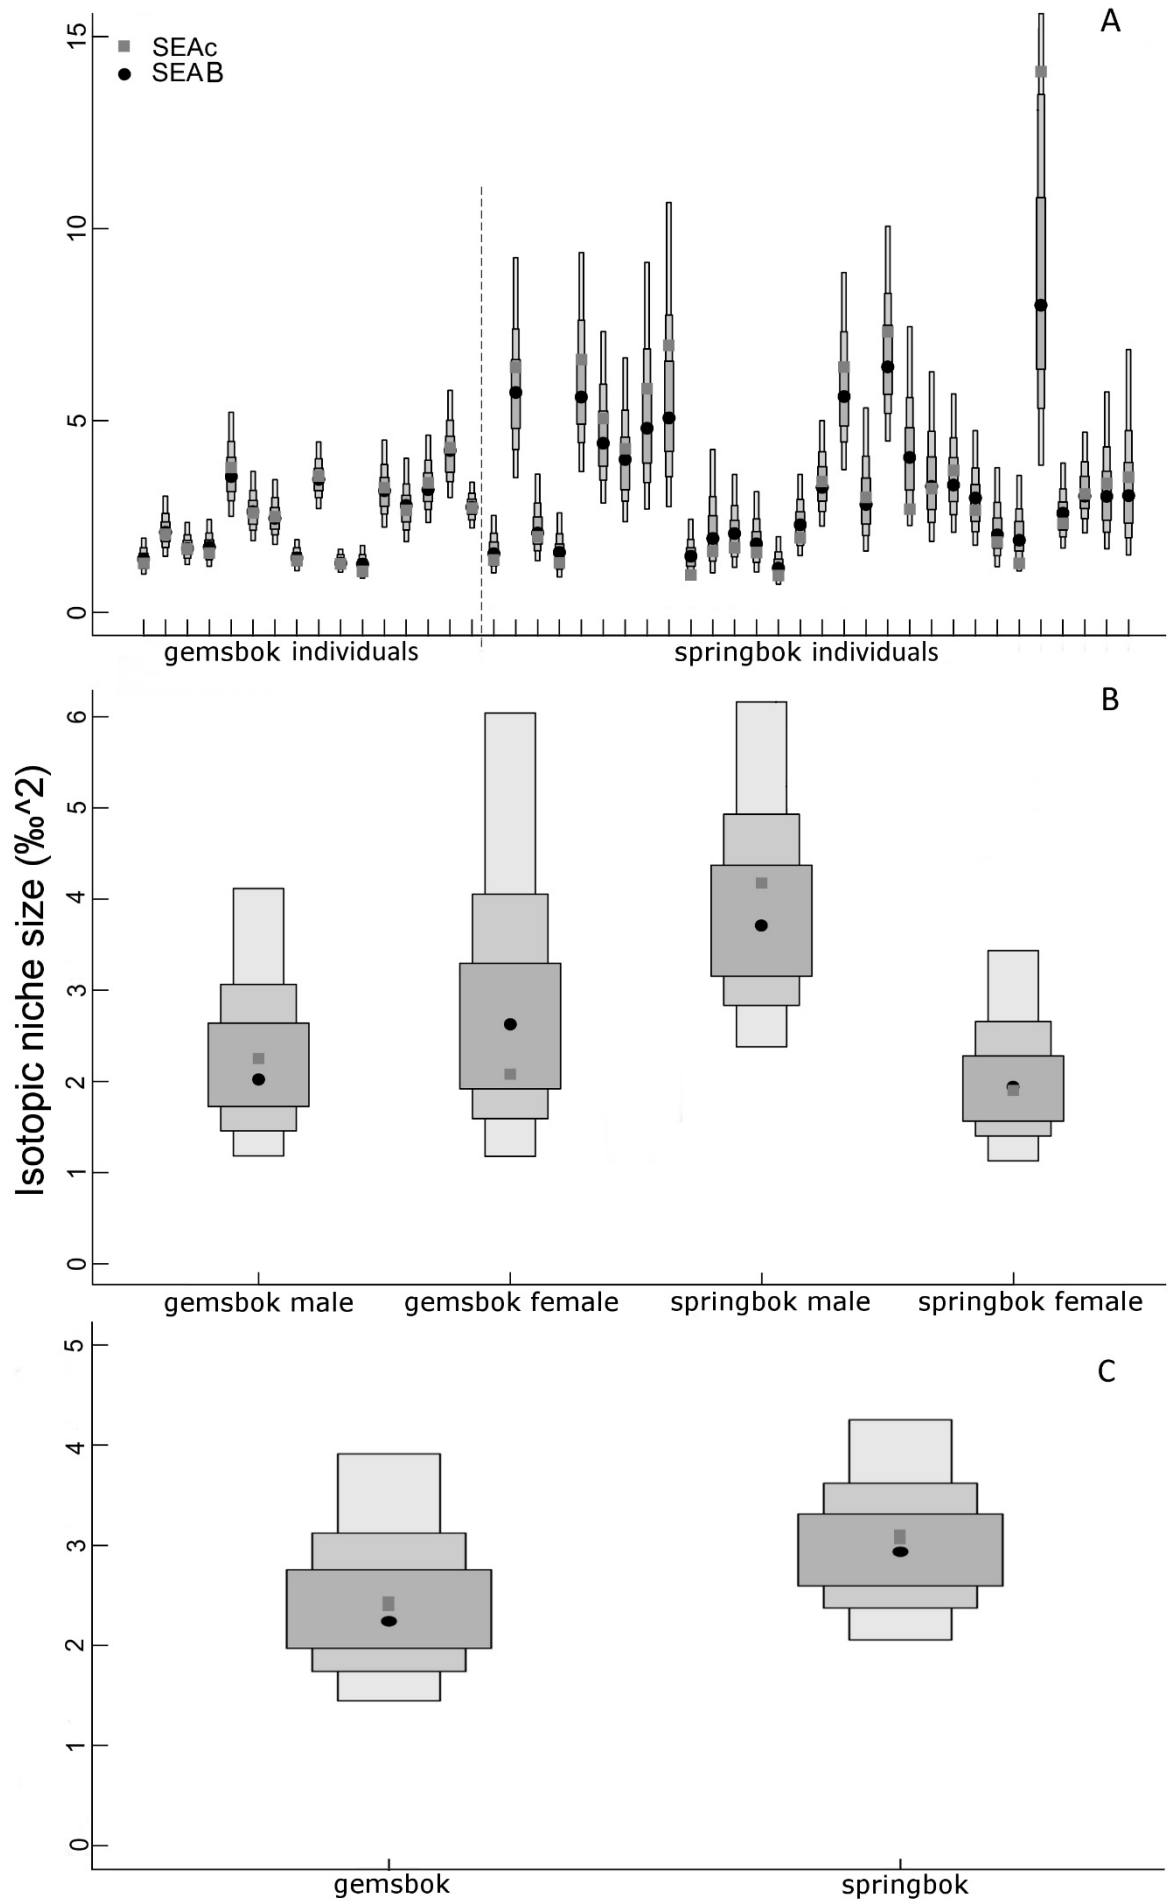 A
15
SEAc
SEAB
10
5
0
gemsbok individuals
springbok individuals
B
Isotopic niche size (‰^2)
6
5
4
3
2
1
0
gemsbok male
gemsbok female
springbok male
springbok female
C
5
4
3
2
1
0
gemsbok
springbok